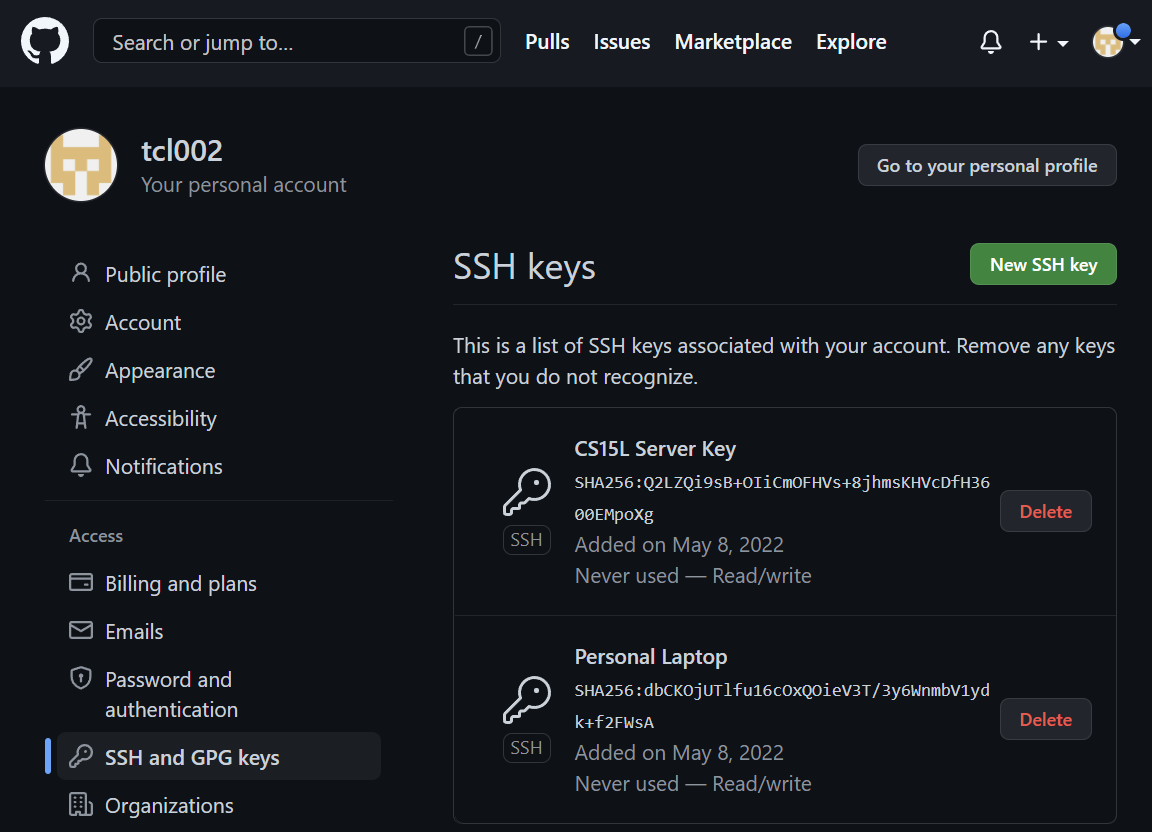 Search or jump to...
/
Pulls
Issues
Marketplace
Explore
tcl002
Your personal account
Go to your personal profile
Public profile
Account
Appearance
Accessibility
Notifications
Access
Billing and plans
Emails
Password and
authentication
SSH and GPG keys
Organizations
SSH keys
New SSH key
This is a list of SSH keys associated with your account. Remove any keys
that you do not recognize.
CS15L Server Key
SHA256:Q2LZQi9sB+OIiCmOFHVs+8jhmsKHVcDfH36
00EMpoXg
SSH
Added on May 8, 2022
Never used — Read/write
Delete
Personal Laptop
SHA256:dbCKOjUTlfu16cOxQOieV3T/3y6WnmbV1yd
k+f2FWsA
SSH
Added on May 8, 2022
Never used — Read/write
Delete